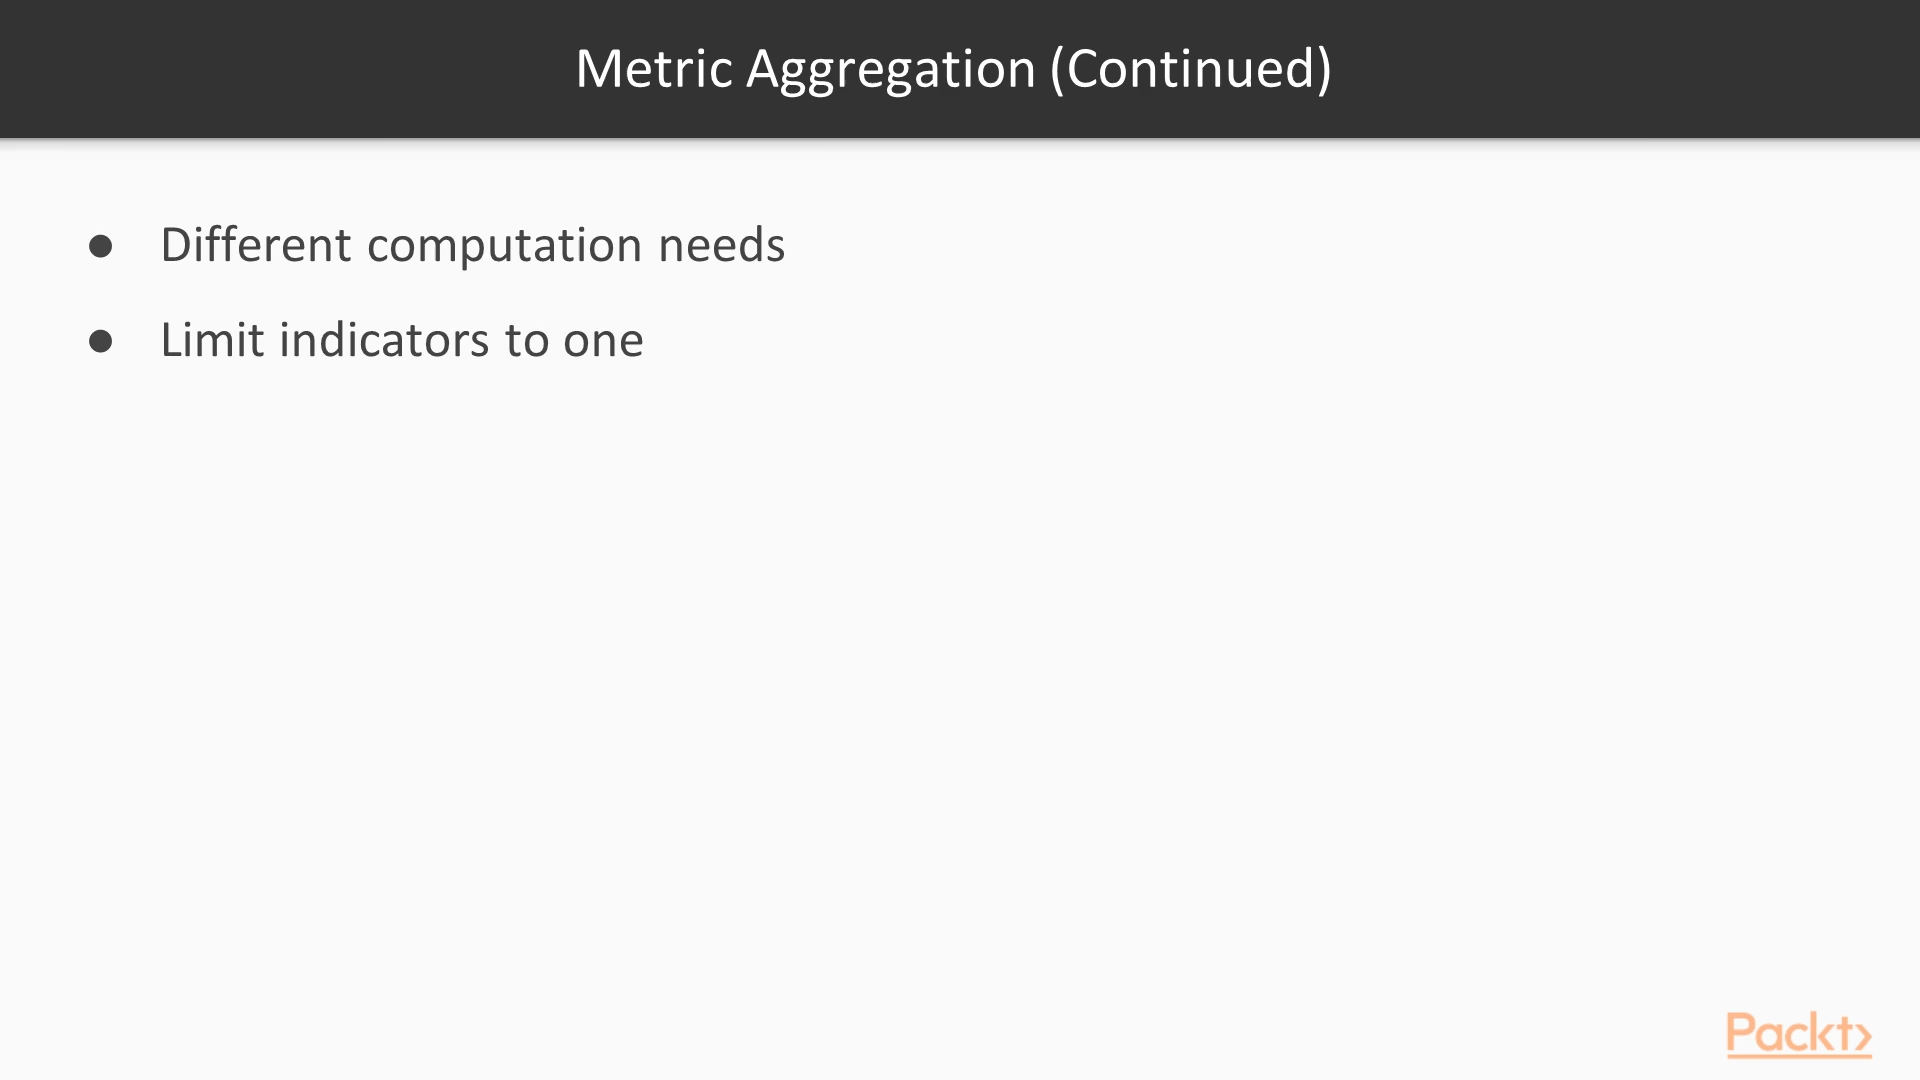 Metric Aggregation (Continued)
● Different computation needs
● Limit indicators to one
Packt>